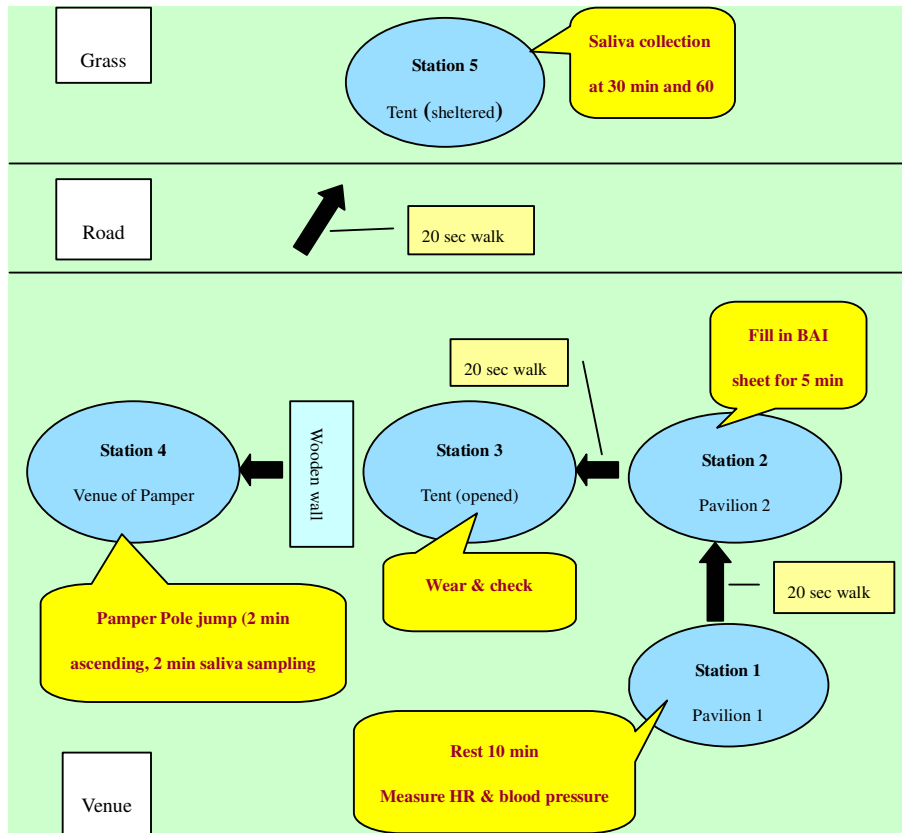 Grass
Station 5
Tent (sheltered)
Saliva collection
at 30 min and 60
Road
20 sec walk
Fill in BAI
sheet for 5 min
20 sec walk
Station 4
Venue of Pamper
Wooden wall
Station 3
Tent (opened)
Station 2
Pavilion 2
Wear & check
20 sec walk
Pamper Pole jump (2 min
ascending, 2 min saliva sampling
Station 1
Pavilion 1
Rest 10 min
Measure HR & blood pressure
Venue